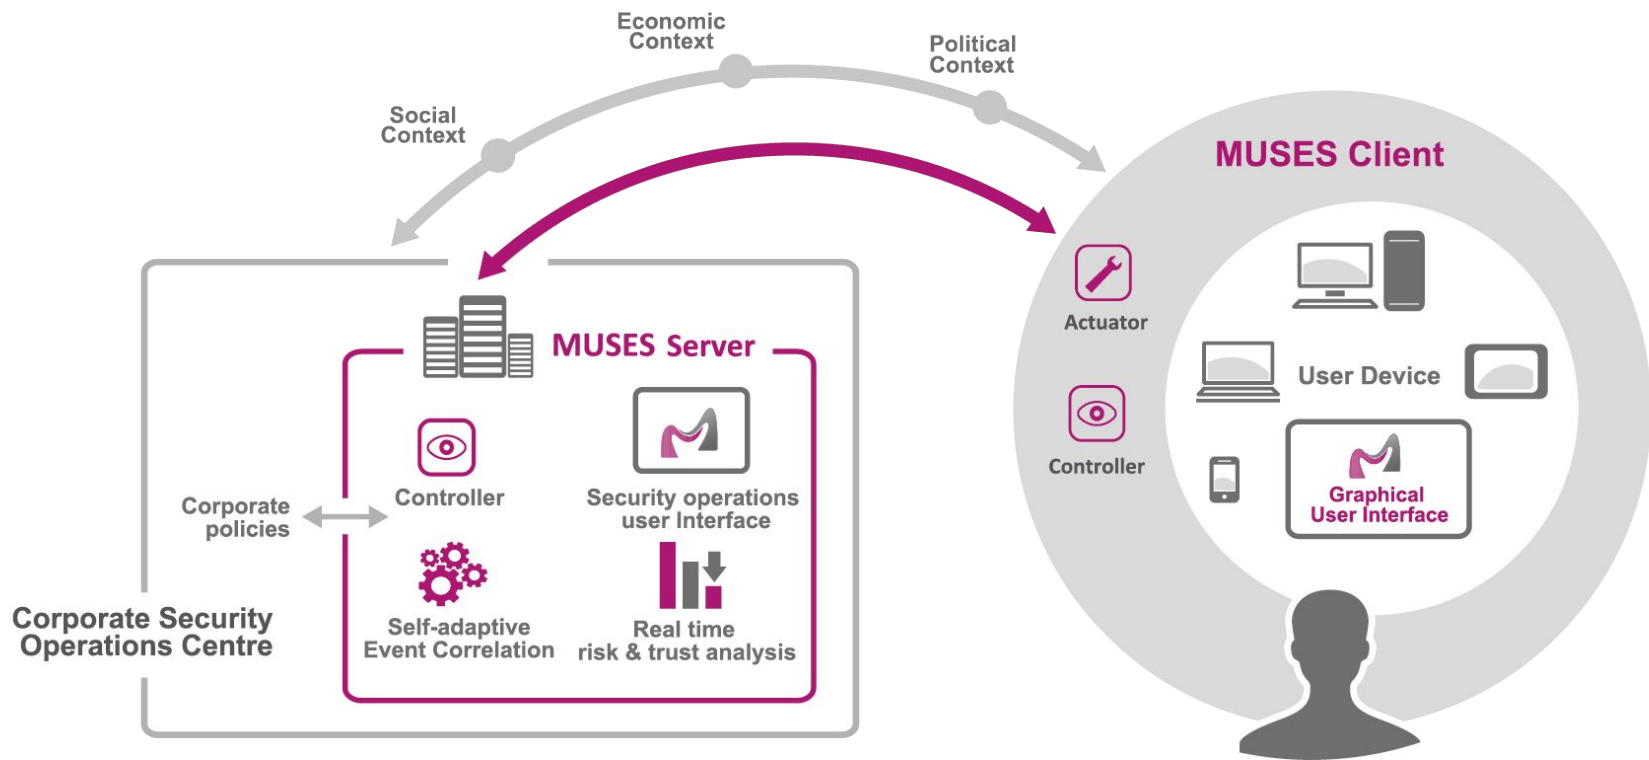 Economic
Context
Political
Context
Social
Context
MUSES Client
Actuator
User Device
MUSES Server
Controller
Controller
Graphical
User Interface
Security operations
user Interface
Corporate
policies
Corporate Security
Operations Centre
Self-adaptive
Event Correlation
Real time
risk & trust analysis